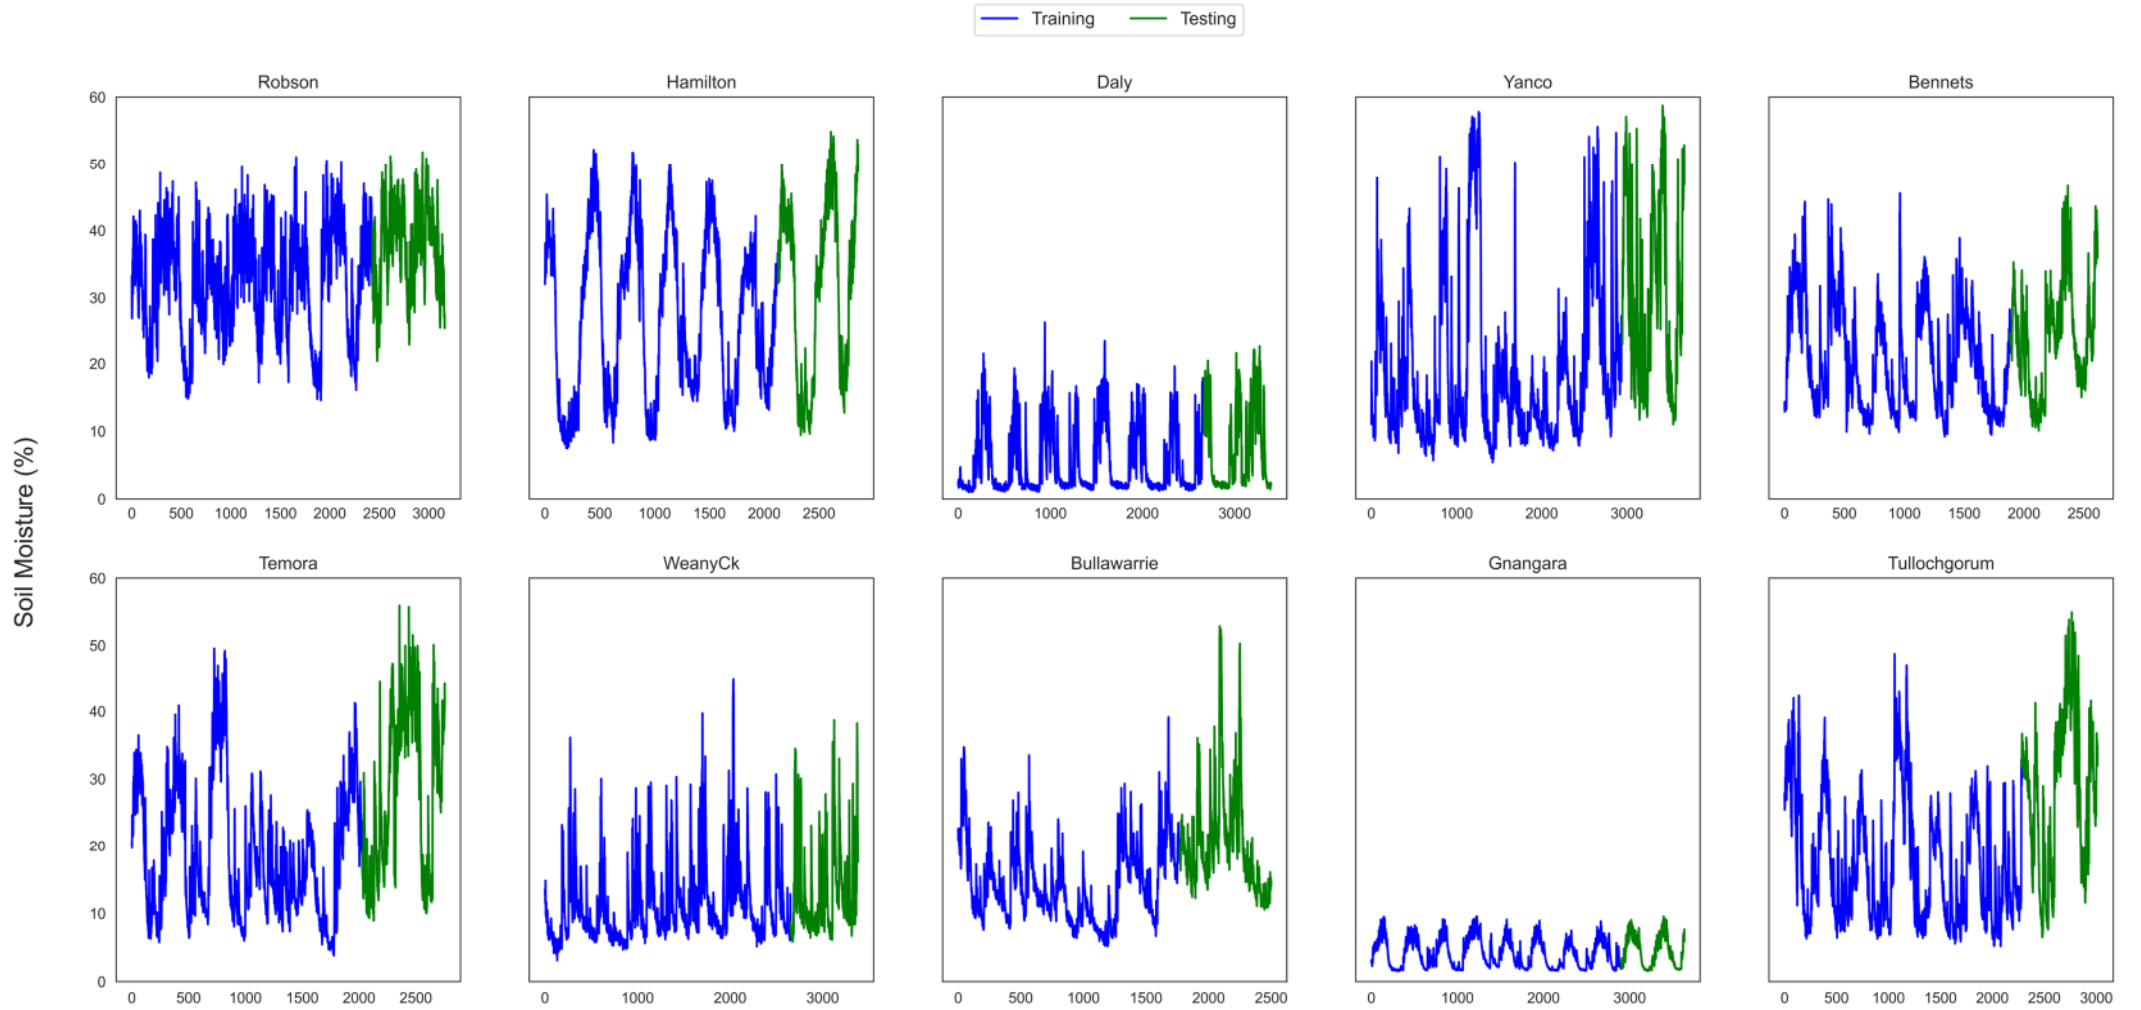 Training Testing
Robson Hamilton Daly Yanco Bennets
60
50
40
30
20
10
0
0 500 1000 1500 2000 2500 3000 0 500 1000 1500 2000 2500 0 1000 2000 3000 0 1000 2000 3000 0 500 1000 1500 2000 2500
Soil Moisture (%)
Temora WeanyCk Bullawarrie Gnangara Tullochgorum
60
50
40
30
20
10
0
0 500 1000 1500 2000 2500 0 1000 2000 3000 0 500 1000 1500 2000 2500 0 1000 2000 3000 0 500 1000 1500 2000 2500 3000